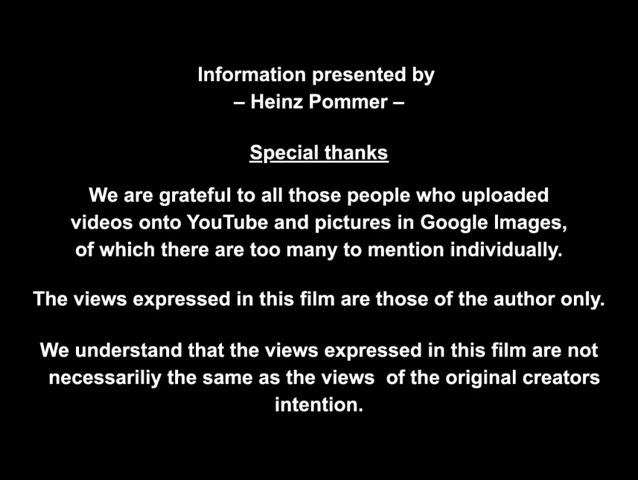 Information presented by
– Heinz Pommer –
Special thanks
We are grateful to all those people who uploaded
videos onto YouTube and pictures in Google Images,
of which there are too many to mention individually.
The views expressed in this film are those of the author only.
We understand that the views expressed in this film are not
necessariliy the same as the views of the original creators
intention.